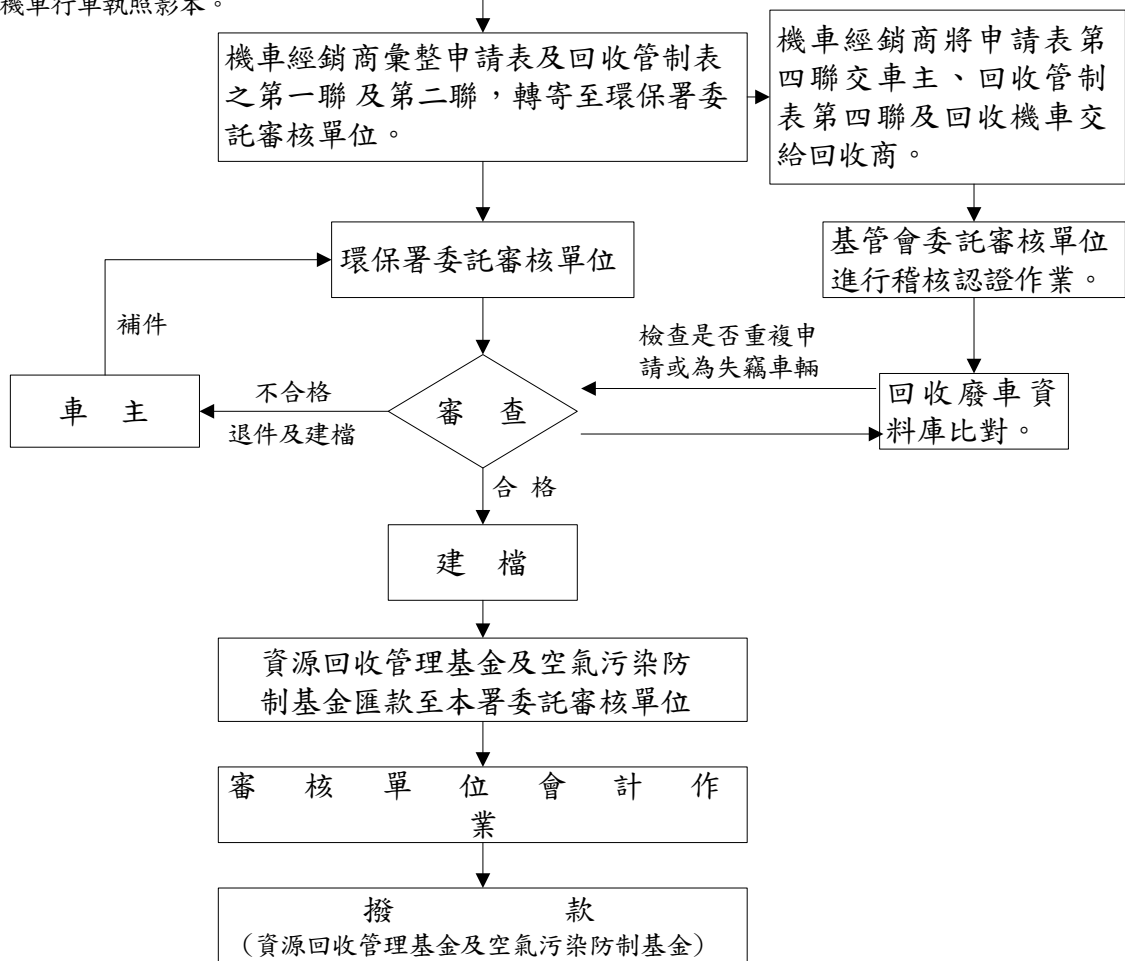 機車行車執照影本。
機車經銷商彙整申請表及回收管制表
之第一聯及第二聯，轉寄至環保署委
託審核單位。
機車經銷商將申請表第
四聯交車主、回收管制
表第四聯及回收機車交
給回收商。
環保署委託審核單位
基管會委託審核單位
進行稽核認證作業。
補件
檢查是否重複申
請或為失竊車輛
車 主
不合格
退件及建檔
審 查
回收廢車資
料庫比對。
合 格
建 檔
資源回收管理基金及空氣污染防
制基金匯款至本署委託審核單位
審 核 單 位 會 計 作
業
撥 款
（資源回收管理基金及空氣污染防制基金）